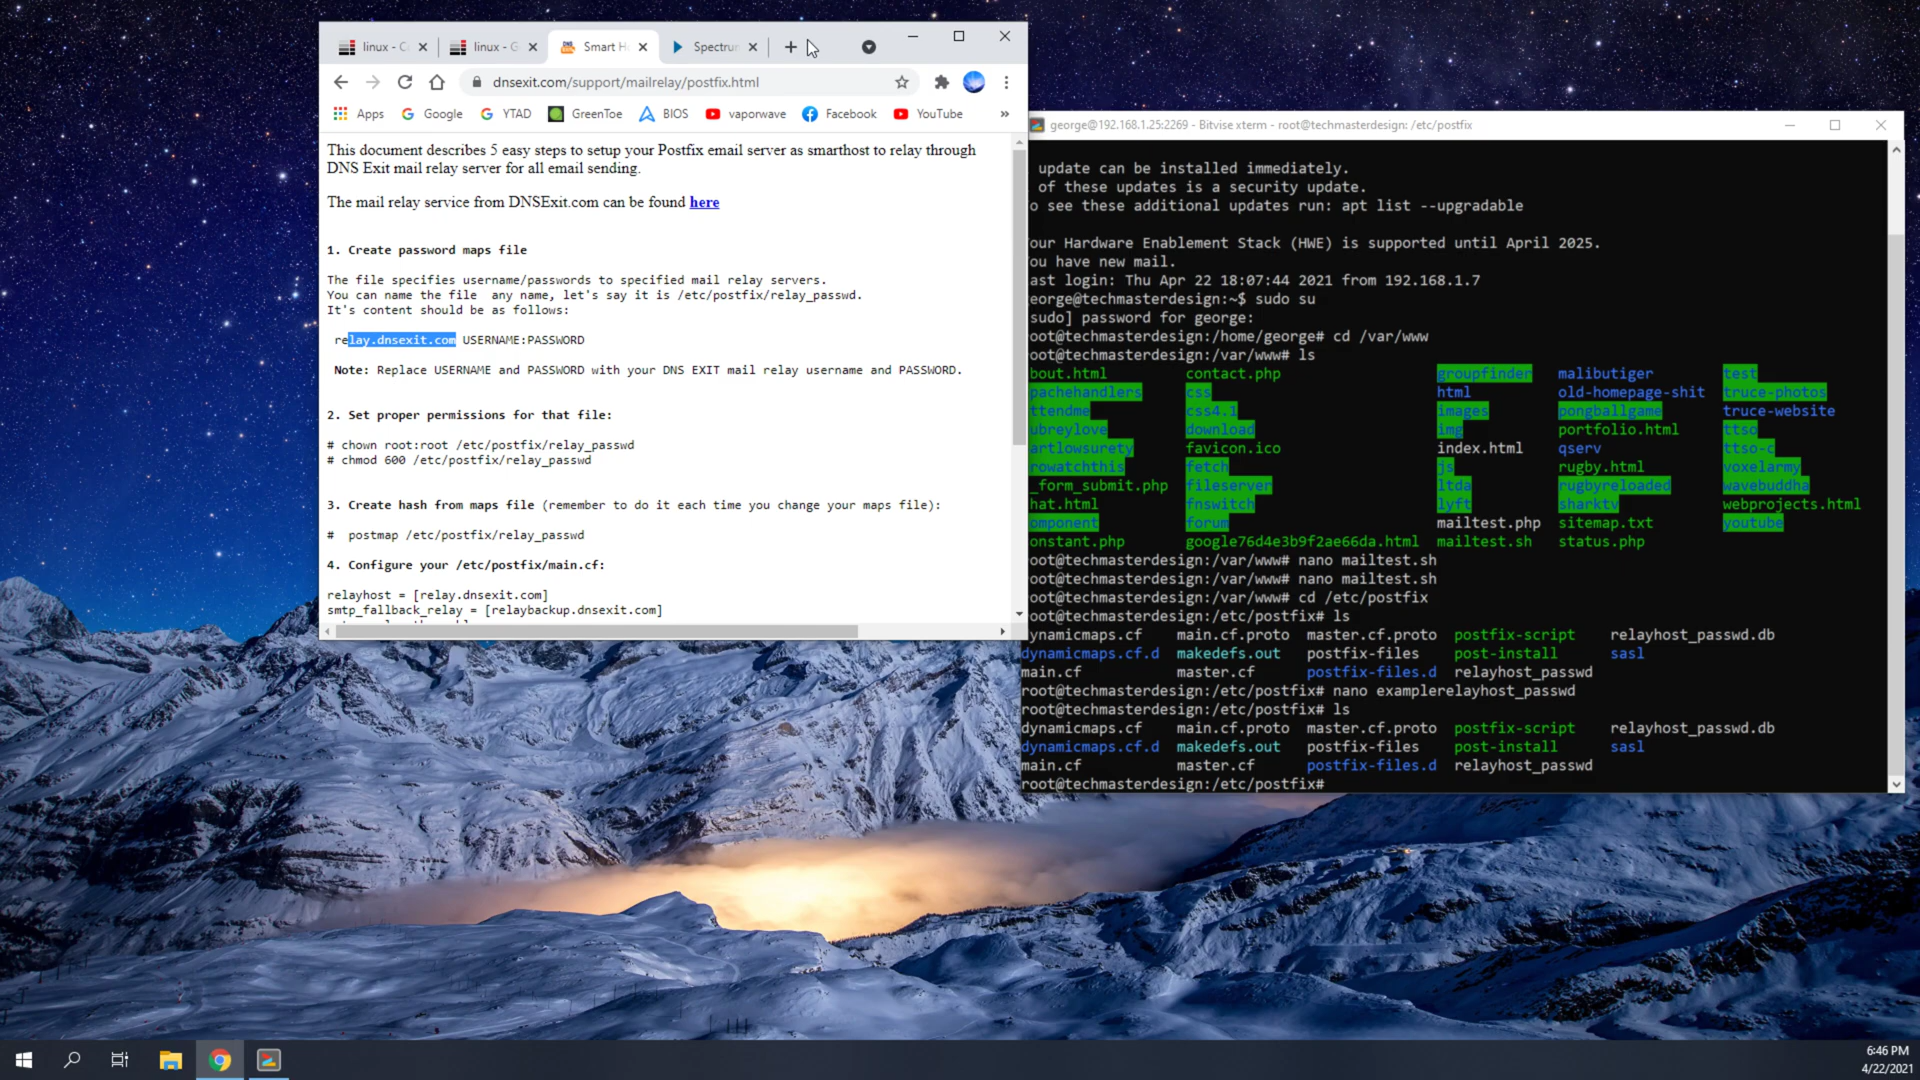 linux - C
linux - G
Smart H
Spectrum
dnsexit.com/support/mailrelay/postfix.html
Apps
Google
YTAD
GreenToe
BIOS
vaporwave
Facebook
YouTube
»
This document describes 5 easy steps to setup your Postfix email server as smarthost to relay through
DNS Exit mail relay server for all email sending.
The mail relay service from DNSExit.com can be found here
1. Create password maps file
The file specifies username/passwords to specified mail relay servers.
You can name the file any name, let's say it is /etc/postfix/relay_passwd.
It's content should be as follows:
relay.dnsexit.com USERNAME:PASSWORD
Note: Replace USERNAME and PASSWORD with your DNS EXIT mail relay username and PASSWORD.
2. Set proper permissions for that file:
# chown root:root /etc/postfix/relay_passwd
# chmod 600 /etc/postfix/relay_passwd
3. Create hash from maps file (remember to do it each time you change your maps file):
# postmap /etc/postfix/relay_passwd
4. Configure your /etc/postfix/main.cf:
relayhost = [relay.dnsexit.com]
smtp_fallback_relay = [relaybackup.dnsexit.com]
george@192.168.1.25:2269 - Bitvise xterm - root@techmasterdesign: /etc/postfix
update can be installed immediately.
of these updates is a security update.
o see these additional updates run: apt list --upgradable
our Hardware Enablement Stack (HWE) is supported until April 2025.
ou have new mail.
ast login: Thu Apr 22 18:07:44 2021 from 192.168.1.7
eorge@techmasterdesign:~$ sudo su
sudo] password for george:
oot@techmasterdesign:/home/george# cd /var/www
oot@techmasterdesign:/var/www# ls
bout.html contact.php groupfinder malibutiger test
pachehandlers css html old-homepage-shit truce-photos
ttendme css4.1 images pongballgame truce-website
ubreylove download img portfolio.html ttso
artlowsurety favicon.ico index.html qserv ttso-c
rowatchthis fetch js rugby.html voxelarmy
_form_submit.php fileserver ltda rugbyreloaded wavebuddha
hat.html fnswitch lyft sharktv webprojects.html
omponent forum mailtest.php sitemap.txt youtube
onstant.php google76d4e3b9f2ae66da.html mailtest.sh status.php
oot@techmasterdesign:/var/www# nano mailtest.sh
oot@techmasterdesign:/var/www# nano mailtest.sh
oot@techmasterdesign:/var/www# cd /etc/postfix
oot@techmasterdesign:/etc/postfix# ls
dynamicmaps.cf main.cf.proto master.cf.proto postfix-script relayhost_passwd.db
dynamicmaps.cf.d makedefs.out postfix-files post-install sasl
main.cf master.cf postfix-files.d relayhost_passwd
root@techmasterdesign:/etc/postfix# nano examplerelayhost_passwd
root@techmasterdesign:/etc/postfix# ls
dynamicmaps.cf main.cf.proto master.cf.proto postfix-script relayhost_passwd.db
dynamicmaps.cf.d makedefs.out postfix-files post-install sasl
main.cf master.cf postfix-files.d relayhost_passwd
root@techmasterdesign:/etc/postfix#
6:46 PM
4/22/2021